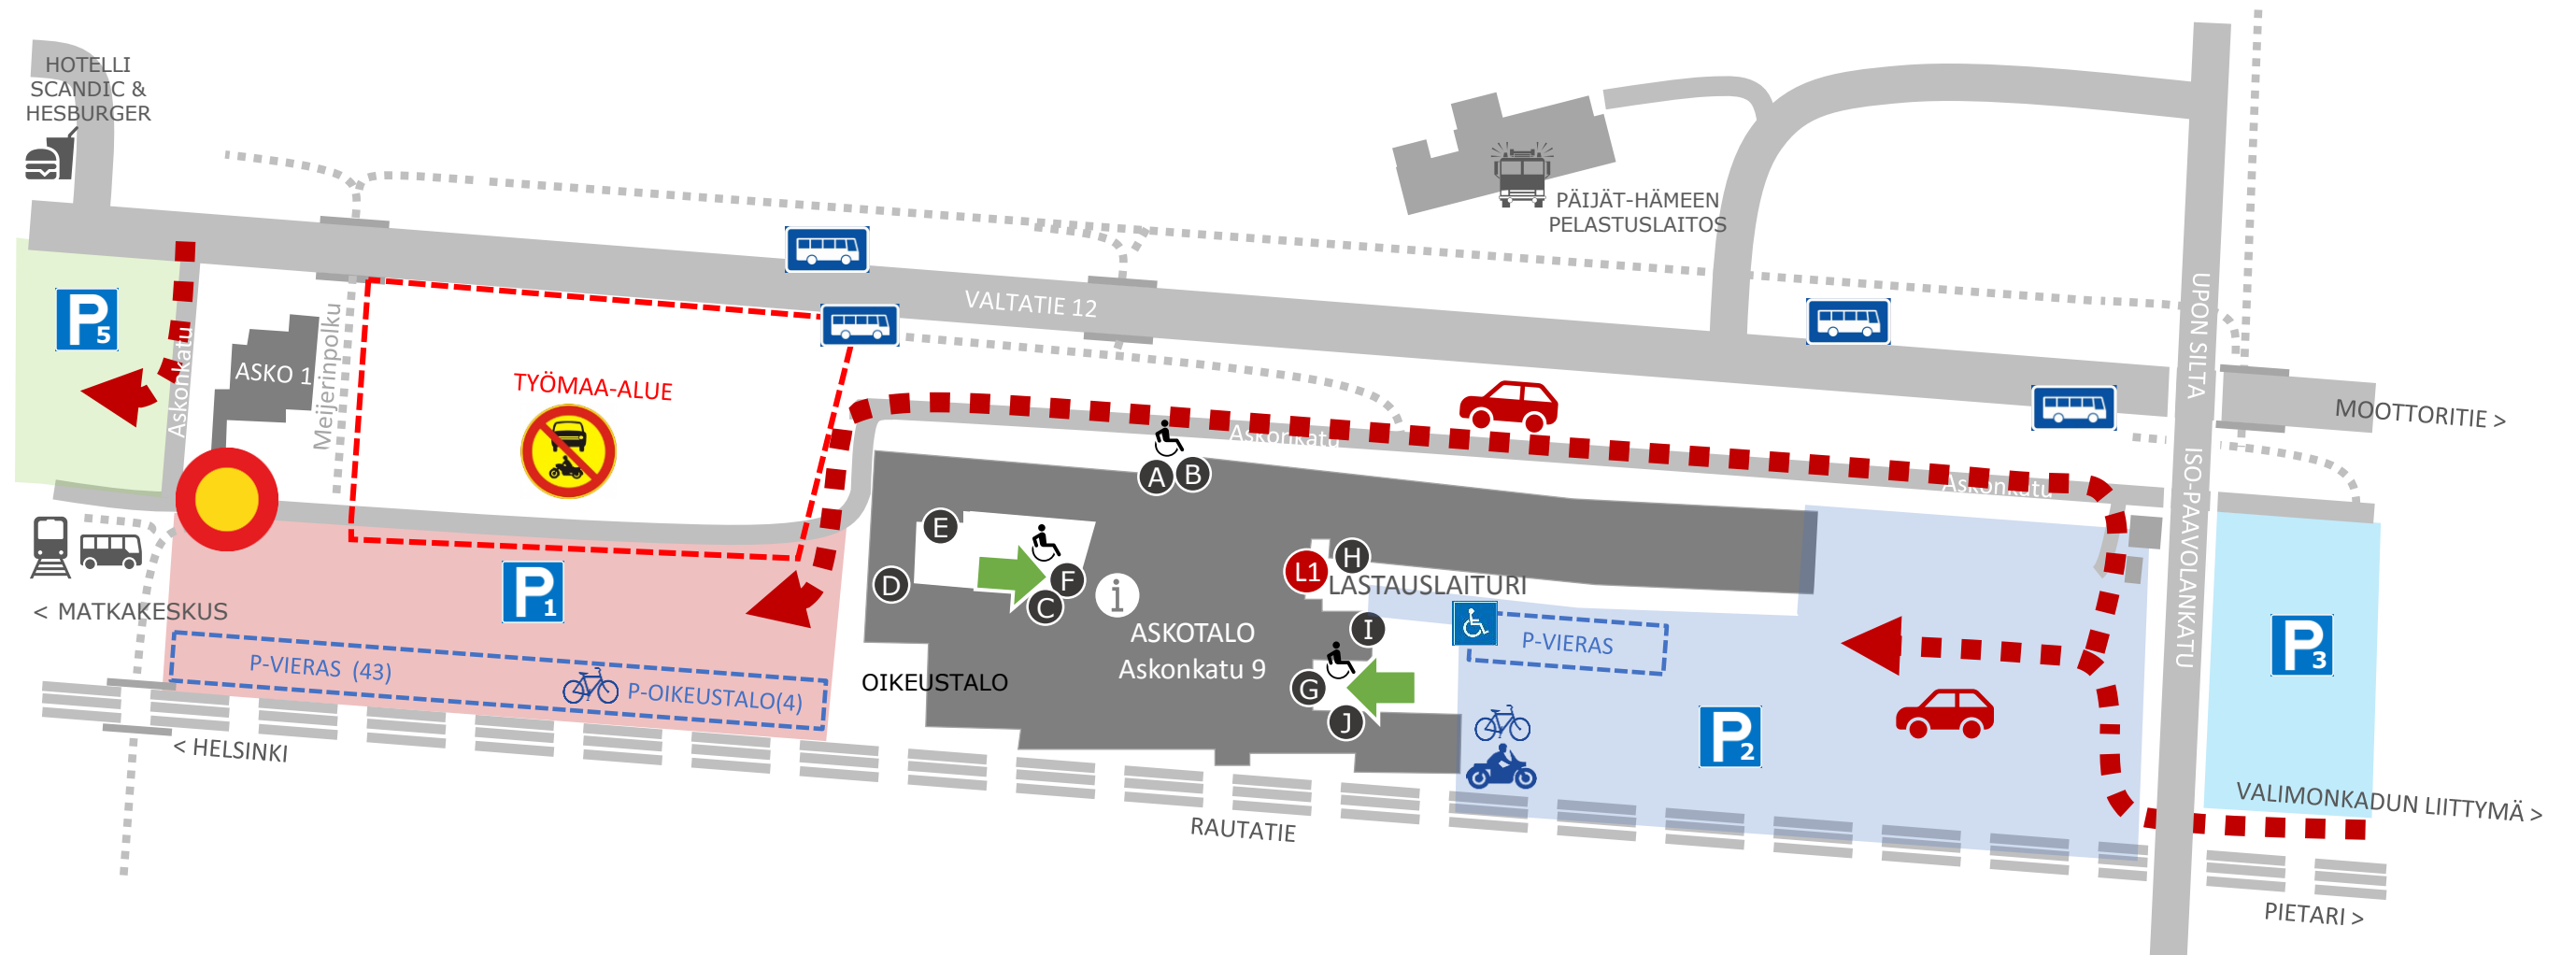 HOTELLI
SCANDIC &
HESBURGER
PÄIJÄT-HÄMEEN
PELASTUSLAITOS
VALTATIE 12
UPON SILTA
ISO-PAAVOLANKATU
MOOTTORITIE >
P5
Askonkatu
ASKO 1
Meijerinpolku
TYÖMAA-ALUE
Askonkatu
Askonkatu
A
B
E
D
F
C
i
L1
H
LASTAUSLAITURI
I
G
J
ASKOTALO
Askonkatu 9
OIKEUSTALO
P1
P-VIERAS (43)
P-OIKEUSTALO(4)
P-VIERAS
P2
P3
< MATKAKESKUS
< HELSINKI
RAUTATIE
VALIMONKADUN LIITTYMÄ >
PIETARI >